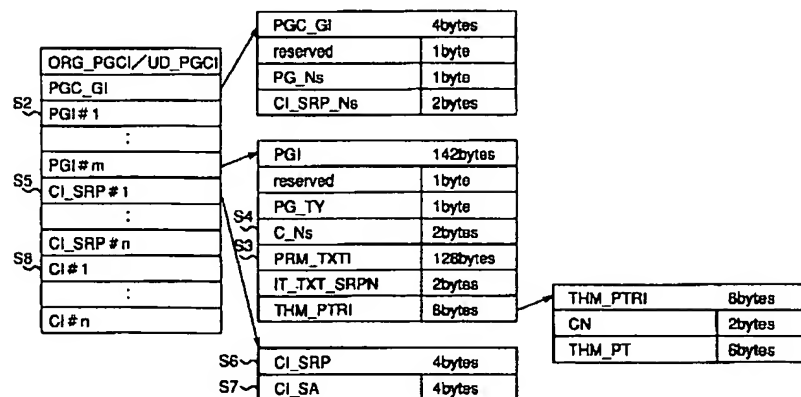 ORG_PGCI/UD_PGCI
PGC_GI
S2 PGI#1
:
PGI#m
S5 CI_SRP#1
:
CI_SRP#n
S8 CI#1
:
CI#n
PGC_GI 4bytes
reserved 1byte
PG_Ns 1byte
CI_SRP_Ns 2bytes
PGI 142bytes
reserved 1byte
PG_TY 1byte
S4 C_Ns 2bytes
S3 PRM_TXTI 128bytes
IT_TXT_SRPN 2bytes
THM_PTRI 8bytes
THM_PTRI 8bytes
CN 2bytes
THM_PT 6bytes
S6 CI_SRP 4bytes
S7 CI_SA 4bytes